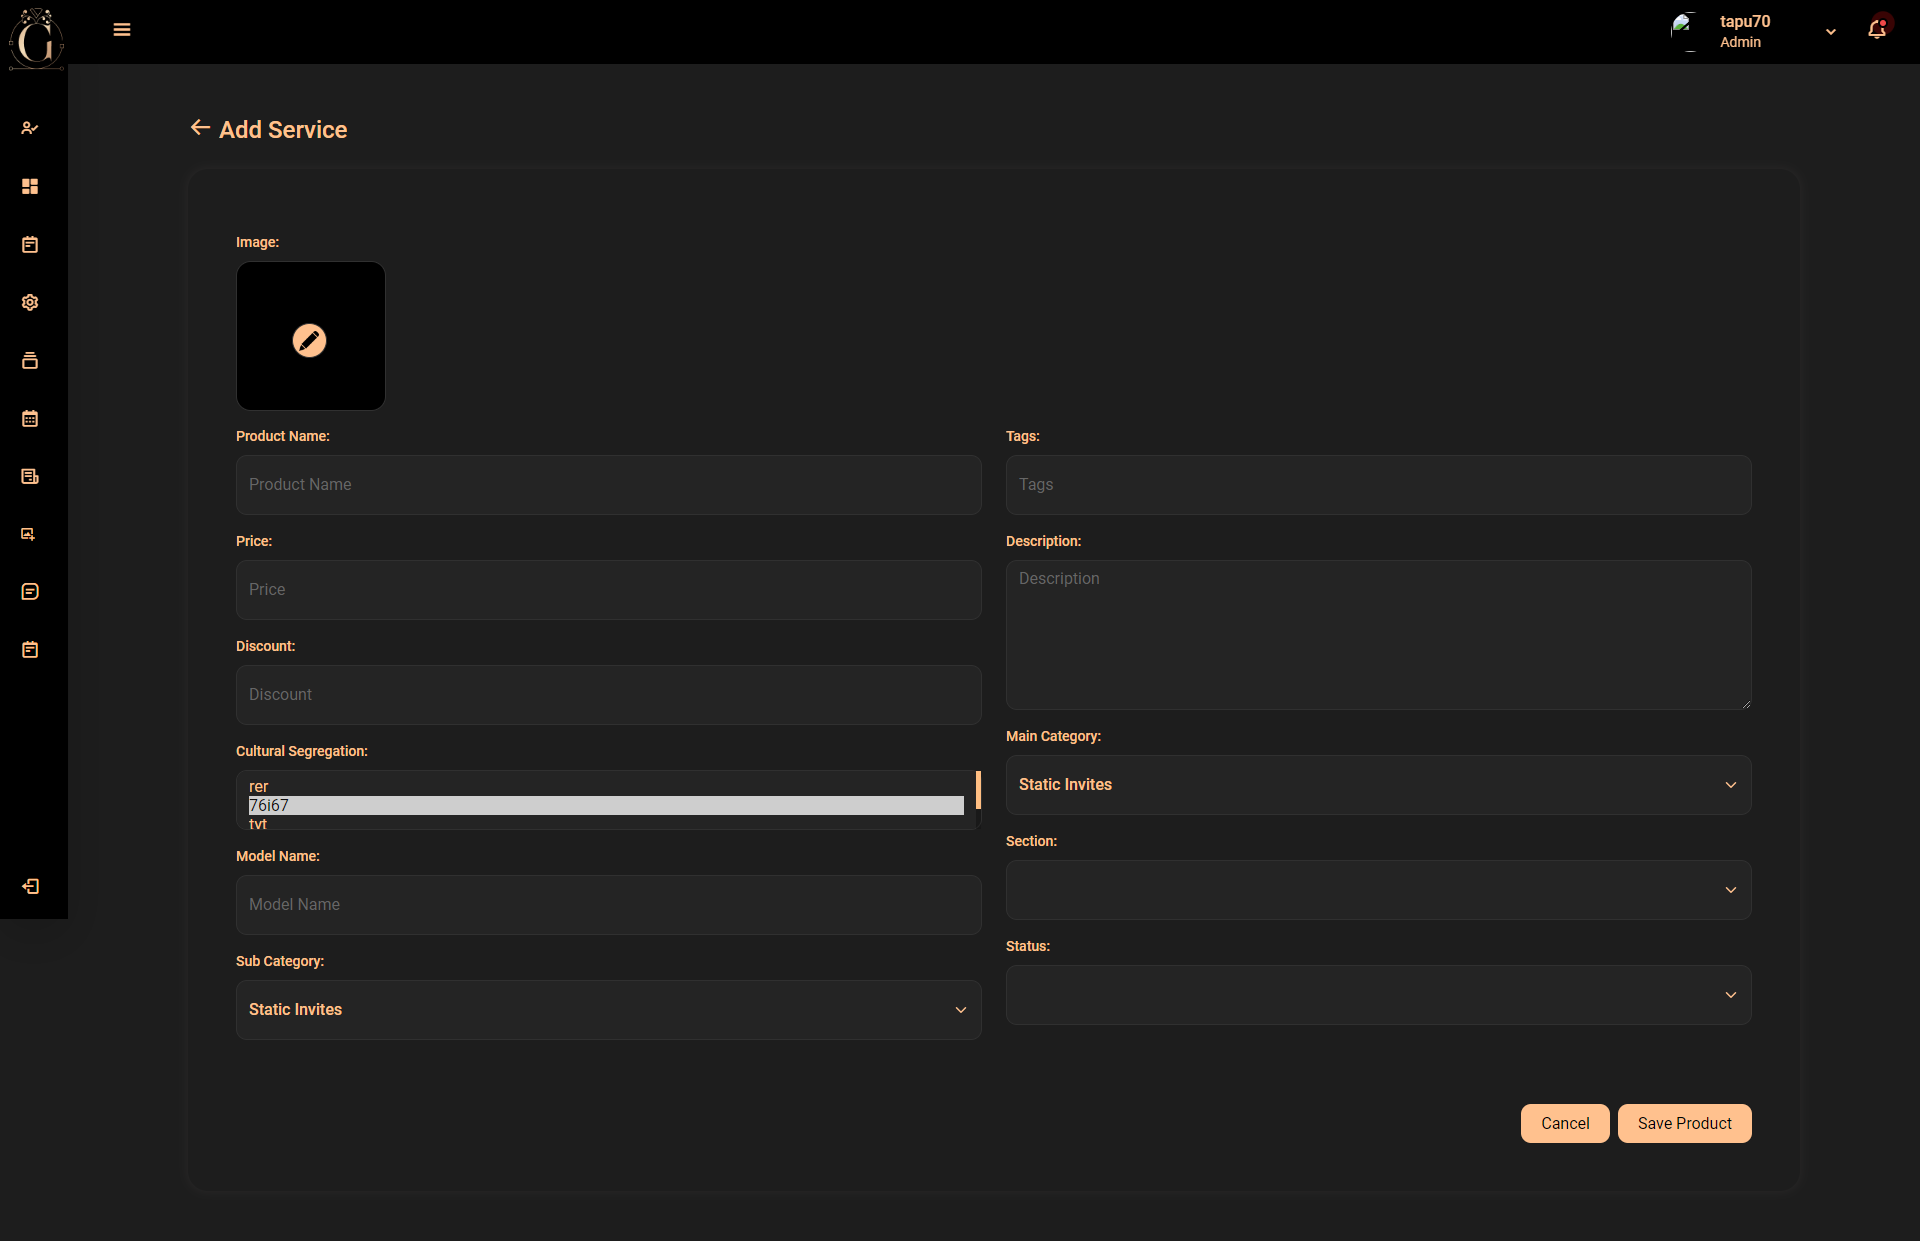 G
tapu70
Admin
Add Service
Image:
Product Name:
Product Name
Tags:
Tags
Price:
Price
Description:
Description
Discount:
Discount
Cultural Segregation:
rer
76i67
tyt
Main Category:
Static Invites
Model Name:
Model Name
Section:
Sub Category:
Static Invites
Status:
Cancel
Save Product